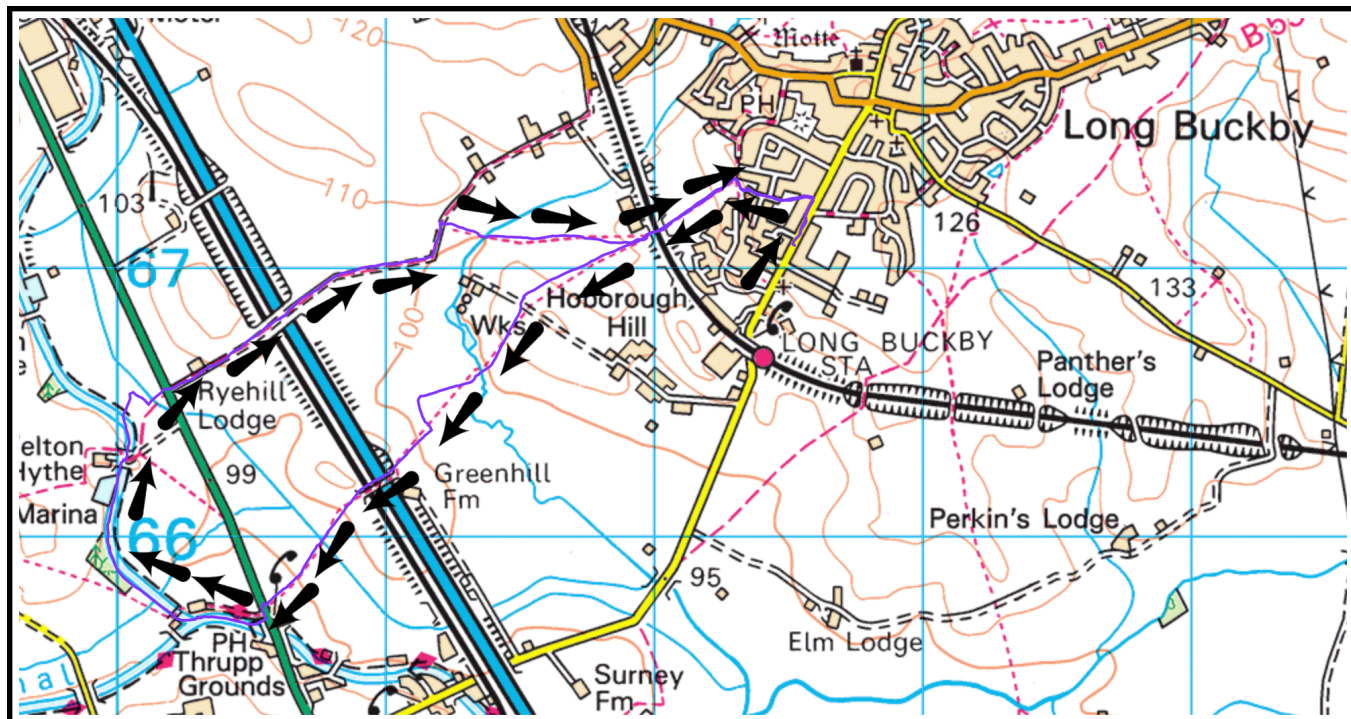 120
Motte
B 5
PH
Long Buckby
110
103
126
67
133
Hoborough
Hill
100
Wks
LONG BUCKBY
STA
Panther's
Lodge
Ryehill
Lodge
elton
Hythe
99
Greenhill
Fm
Marina
66
Perkin's Lodge
95
PH
Thrupp
Grounds
Elm Lodge
nal
Surney
Fm